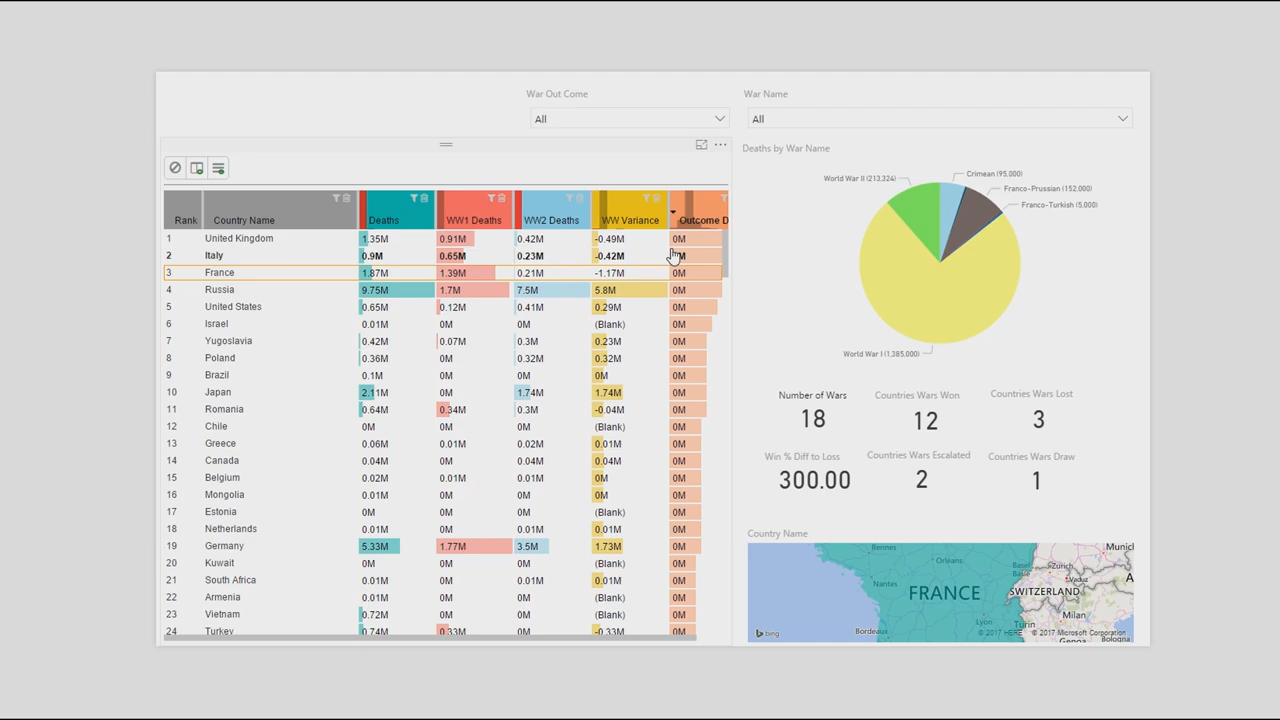 War Out Come
War Name
All
All
Deaths by War Name
World War II (213,324)
Crimean (95,000)
Franco-Prussian (152,000)
Franco-Turkish (5,000)
World War I (1,385,000)
Rank Country Name Deaths WW1 Deaths WW2 Deaths WW Variance Outcome D
1 United Kingdom 1.35M 0.91M 0.42M -0.49M 0M
2 Italy 0.9M 0.65M 0.23M -0.42M
3 France 1.87M 1.39M 0.21M -1.17M 0M
4 Russia 9.75M 1.7M 7.5M 5.8M 0M
5 United States 0.65M 0.12M 0.41M 0.29M 0M
6 Israel 0.01M 0M 0M (Blank) 0M
7 Yugoslavia 0.42M 0.07M 0.3M 0.23M 0M
8 Poland 0.36M 0M 0.32M 0.32M 0M
9 Brazil 0.1M 0M 0M 0M 0M
10 Japan 2.11M 0M 1.74M 1.74M 0M
11 Romania 0.64M 0.34M 0.3M -0.04M 0M
12 Chile 0M 0M 0M (Blank) 0M
13 Greece 0.06M 0.01M 0.02M 0.01M 0M
14 Canada 0.04M 0M 0.04M 0.04M 0M
15 Belgium 0.02M 0.01M 0.01M 0M 0M
16 Mongolia 0.01M 0M 0M 0M 0M
17 Estonia 0M 0M 0M (Blank) 0M
18 Netherlands 0.01M 0M 0.01M 0.01M 0M
19 Germany 5.33M 1.77M 3.5M 1.73M 0M
20 Kuwait 0M 0M 0M (Blank) 0M
21 South Africa 0.01M 0M 0.01M 0.01M 0M
22 Armenia 0.01M 0M 0M (Blank) 0M
23 Vietnam 0.72M 0M 0M (Blank) 0M
24 Turkey 0.74M 0.33M 0M -0.33M 0M
Number of Wars
18
Countries Wars Won
12
Countries Wars Lost
3
Win % Diff to Loss
300.00
Countries Wars Escalated
2
Countries Wars Draw
1
Country Name
Rennes
Orléans
Nantes
FRANCE
Basel
Basle
Zurich
Munich
Vaduz
SWITZERLAND
A
Milan
Lyon
Turin
Bordeaux
Genoa
Bologna
bing
© 2017 HERE © 2017 Microsoft Corporation